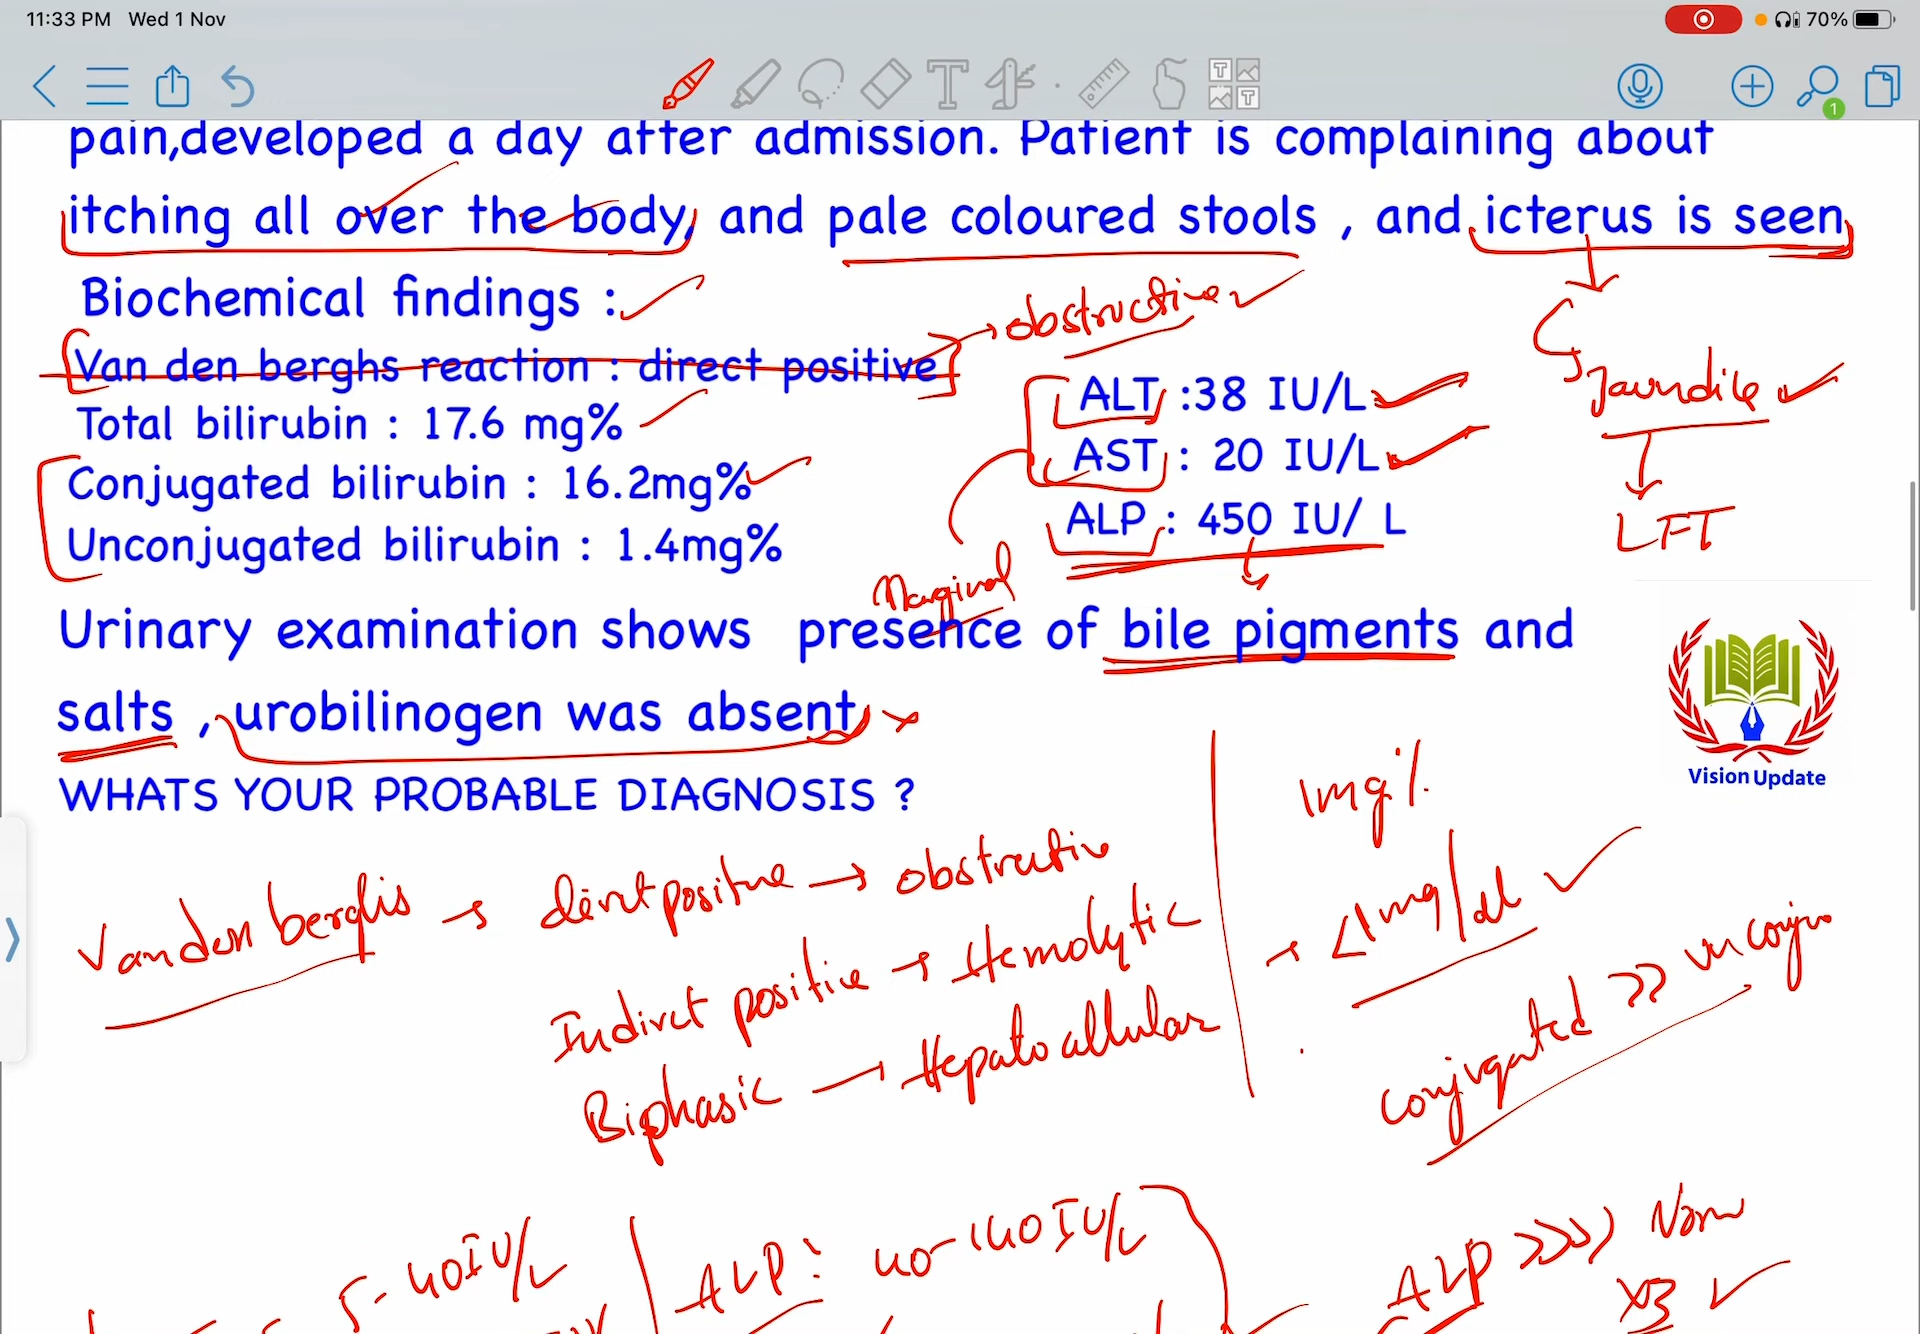 11:33 PM Wed 1 Nov
70%
1
pain,developed a day after admission. Patient is complaining about
itching all over the body, and pale coloured stools , and icterus is seen
Biochemical findings :
obstructive
Van den berghs reaction : direct positive
ALT :38 IU/L
Jaundice
Total bilirubin : 17.6 mg%
AST : 20 IU/L
Conjugated bilirubin : 16.2mg%
ALP : 450 IU/ L
LFT
Unconjugated bilirubin : 1.4mg%
Marginal
Urinary examination shows presence of bile pigments and
salts , urobilinogen was absent
Vision Update
WHATS YOUR PROBABLE DIAGNOSIS ?
1mg%
Vanden berghs → direct positive → obstructive
<1mg/dl
Indirect positive → Hemolytic
Conjugated >> unconju
Biphasic → Hepatocellular
5-40IU/L
ALP: 40-140IU/L
ALP >>>> Norm
x3